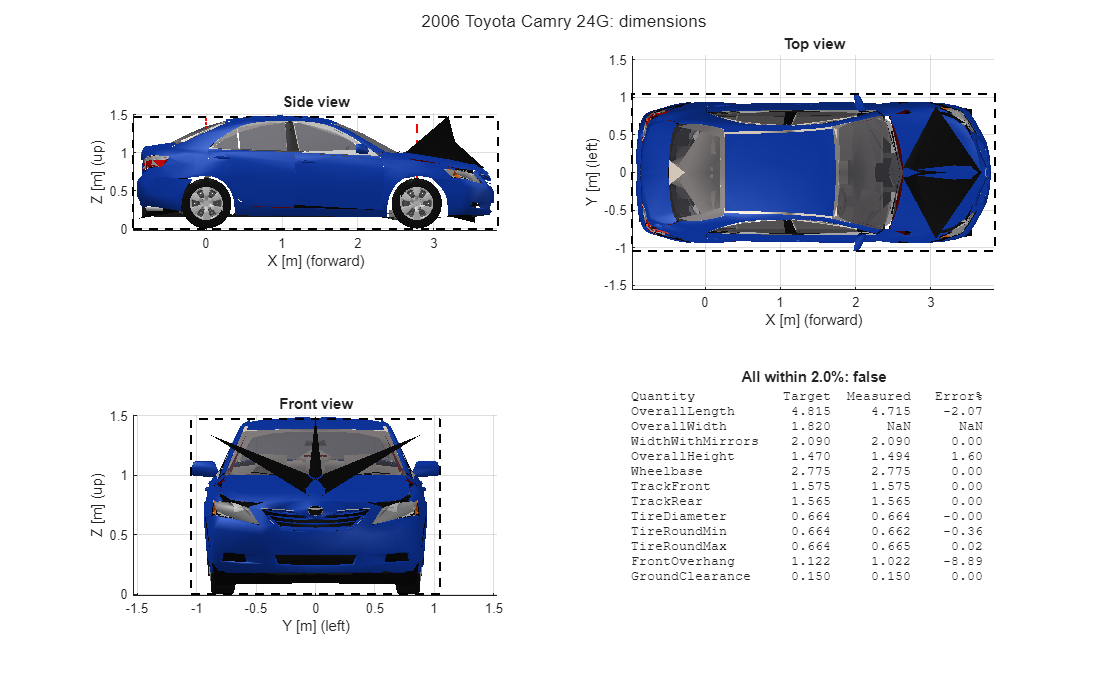 2006 Toyota Camry 24G: dimensions
Side view
1.5
1
0.5
0
Z [m] (up)
0 1 2 3
X [m] (forward)
Top view
1.5
1
0.5
0
-0.5
-1
-1.5
Y [m] (left)
0 1 2 3
X [m] (forward)
Front view
1.5
1
0.5
0
Z [m] (up)
-1.5 -1 -0.5 0 0.5 1 1.5
Y [m] (left)
All within 2.0%: false
Quantity Target Measured Error%
OverallLength 4.815 4.715 -2.07
OverallWidth 1.820 NaN NaN
WidthWithMirrors 2.090 2.090 0.00
OverallHeight 1.470 1.494 1.60
Wheelbase 2.775 2.775 0.00
TrackFront 1.575 1.575 0.00
TrackRear 1.565 1.565 0.00
TireDiameter 0.664 0.664 -0.00
TireRoundMin 0.664 0.662 -0.36
TireRoundMax 0.664 0.665 0.02
FrontOverhang 1.122 1.022 -8.89
GroundClearance 0.150 0.150 0.00